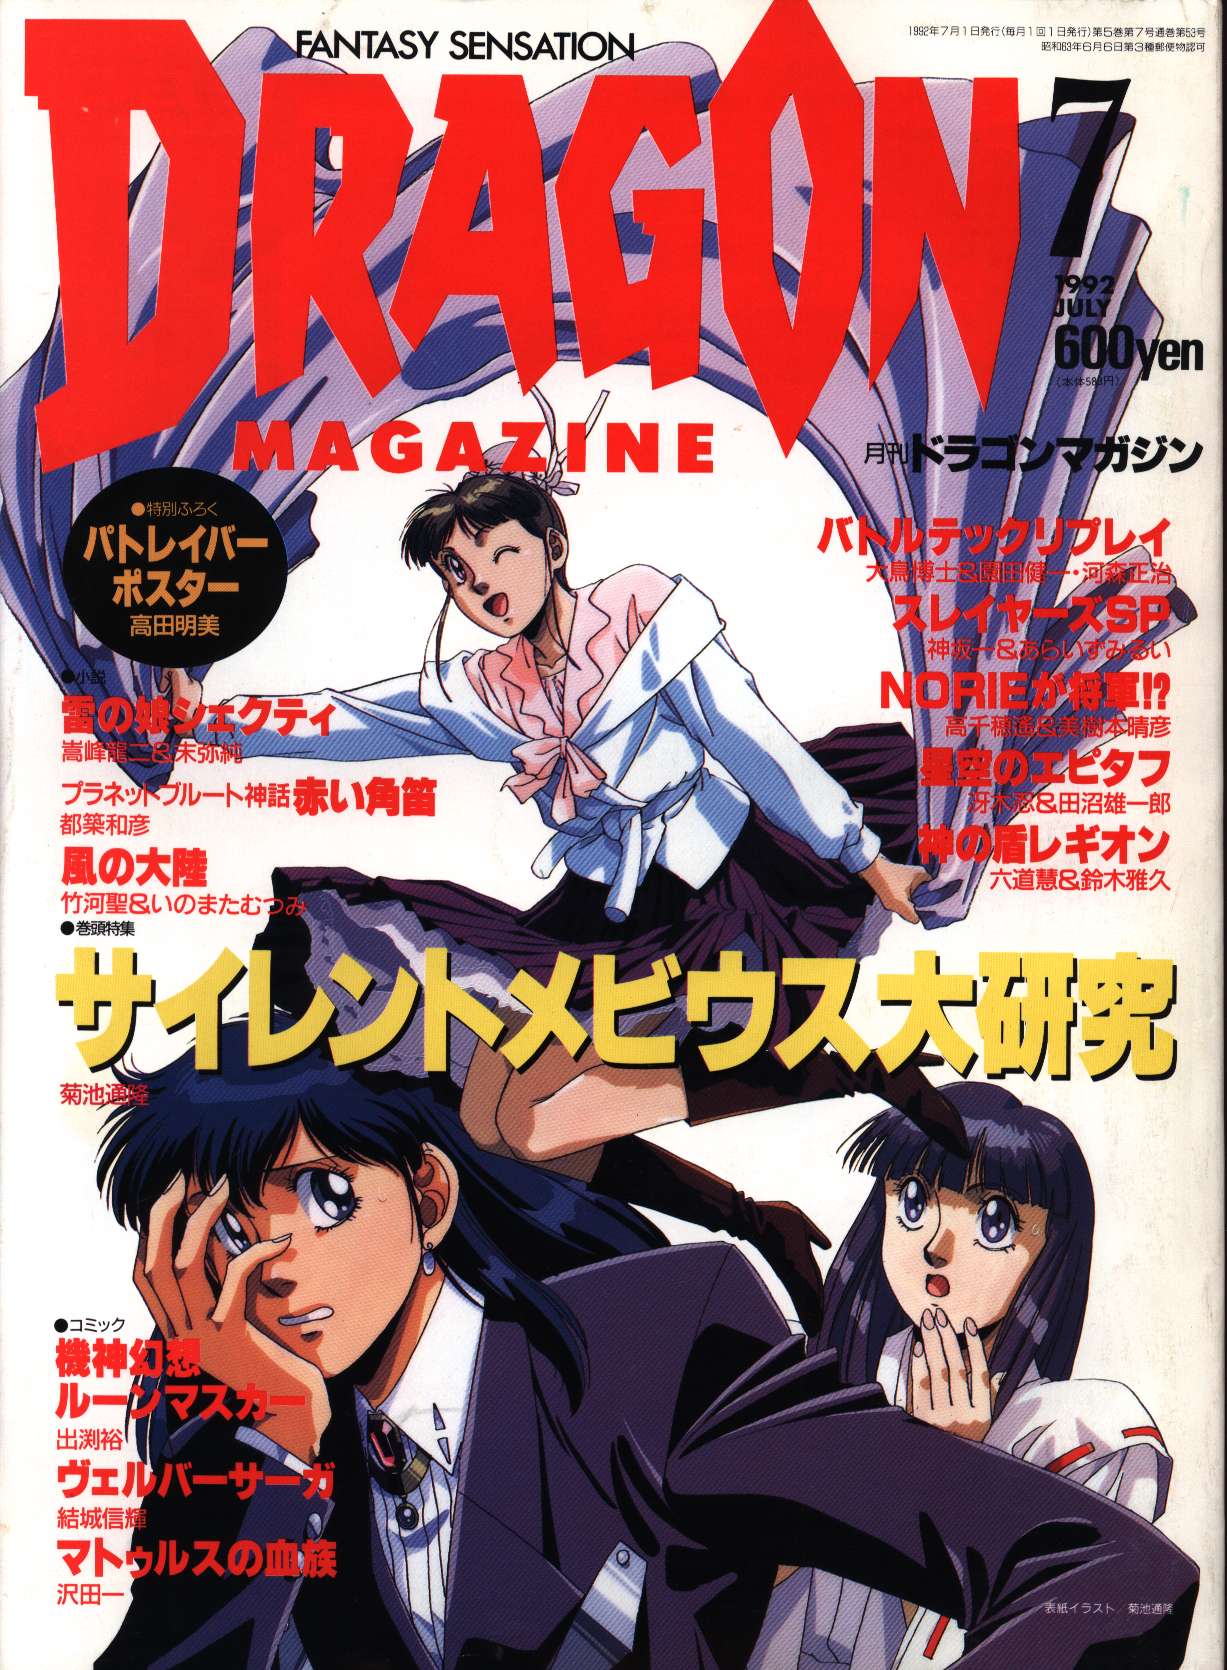 FANTASY SENSATION
1992年7月1日発行(毎月1回1日発行)第5巻第7号通巻第53号
昭和63年6月6日第3種郵便物認可
DRAGON
MAGAZINE
7
1992
JULY
600yen
(本体583円)
月刊ドラゴンマガジン
●特別ふろく
パトレイバー
ポスター
高田明美
●小説
雷の娘シェクティ
嵩峰龍二&末弥純
プラネットブルート神話 赤い角笛
都築和彦
風の大陸
竹河聖&いのまたむつみ
バトルテックリプレイ
大鳥博士&園田健一・河森正治
スレイヤーズSP
神坂一&あらいずみるい
NORIEが将軍!?
高千穂遙&美樹本晴彦
星空のエピタフ
冴木忍&田沼雄一郎
神の盾レギオン
六道慧&鈴木雅久
●巻頭特集
サイレントメビウス大研究
菊池通隆
●コミック
機神幻想
ルーンマスカー
出渕裕
ヴェルバーサーガ
結城信輝
マトゥルスの血族
沢田一
表紙イラスト/菊池通隆